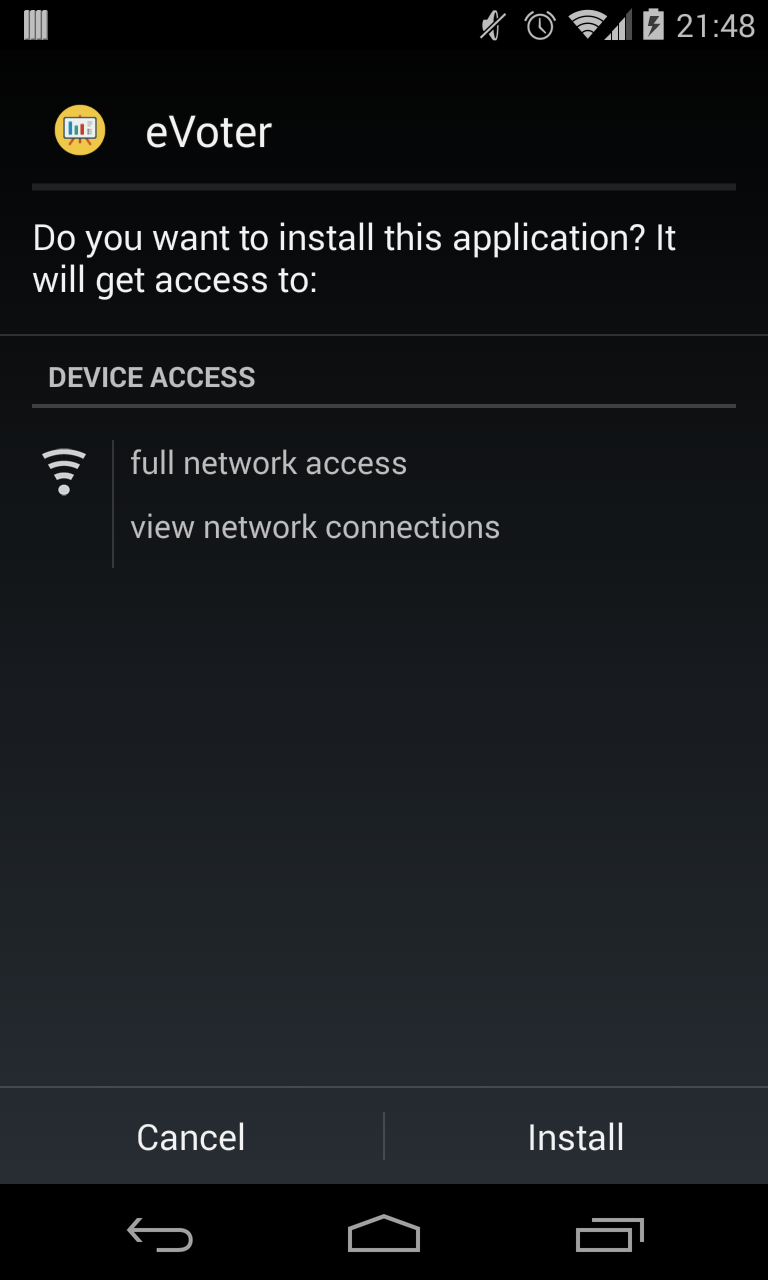 21:48
eVoter
Do you want to install this application? It
will get access to:
DEVICE ACCESS
full network access
view network connections
Cancel
Install